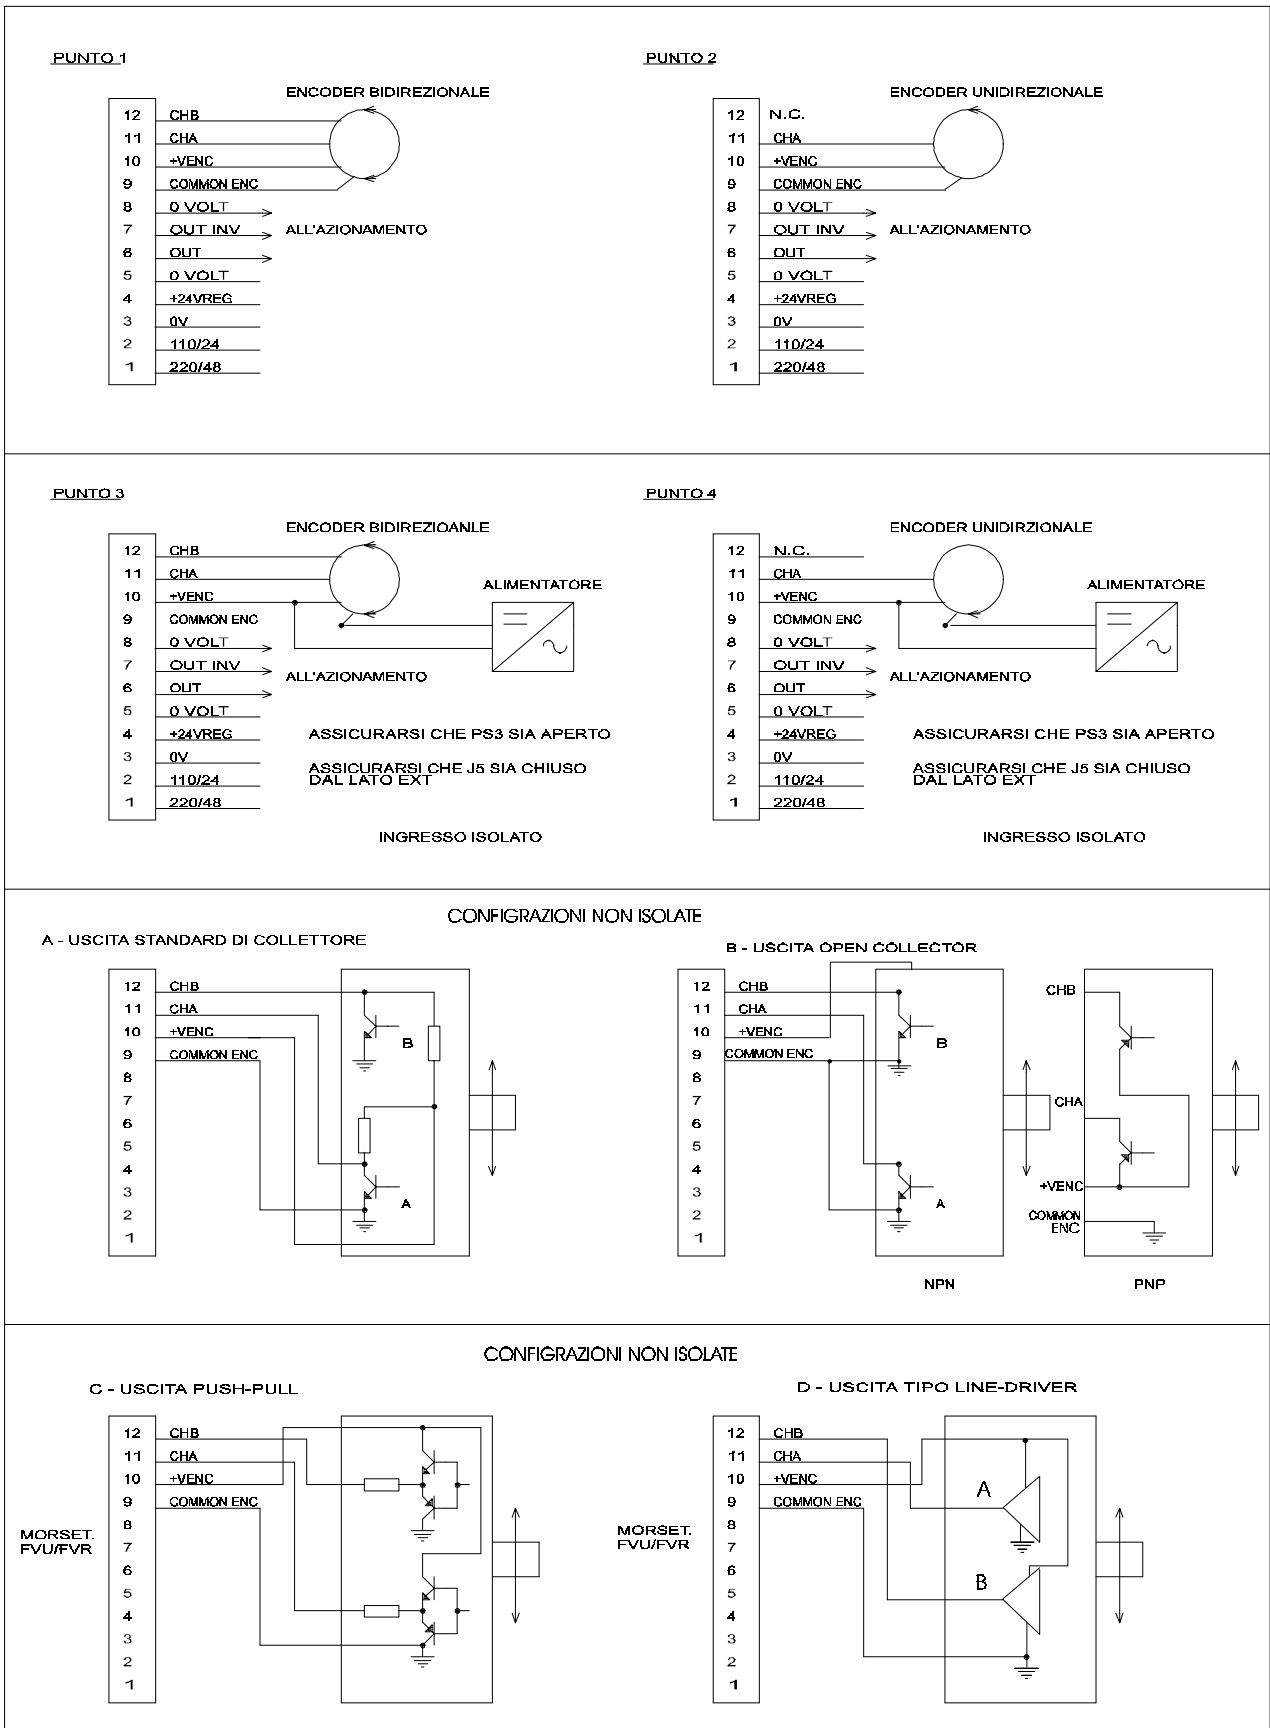 PUNTO 1
ENCODER BIDIREZIONALE
12 CHB
11 CHA
10 +VENC
9 COMMON ENC
8 0 VOLT
7 OUT INV ALL'AZIONAMENTO
6 OUT
5 0 VOLT
4 +24VREG
3 0V
2 110/24
1 220/48
PUNTO 2
ENCODER UNIDIREZIONALE
12 N.C.
11 CHA
10 +VENC
9 COMMON ENC
8 0 VOLT
7 OUT INV ALL'AZIONAMENTO
6 OUT
5 0 VOLT
4 +24VREG
3 0V
2 110/24
1 220/48
PUNTO 3
ENCODER BIDIREZIOANLE
12 CHB
11 CHA
ALIMENTATORE
10 +VENC
9 COMMON ENC
8 0 VOLT
7 OUT INV
ALL'AZIONAMENTO
6 OUT
5 0 VOLT
4 +24VREG ASSICURARSI CHE PS3 SIA APERTO
3 0V
ASSICURARSI CHE J5 SIA CHIUSO
2 110/24 DAL LATO EXT
1 220/48
INGRESSO ISOLATO
PUNTO 4
ENCODER UNIDIRZIONALE
12 N.C.
11 CHA
ALIMENTATORE
10 +VENC
9 COMMON ENC
8 0 VOLT
7 OUT INV
ALL'AZIONAMENTO
6 OUT
5 0 VOLT
4 +24VREG ASSICURARSI CHE PS3 SIA APERTO
3 0V
ASSICURARSI CHE J5 SIA CHIUSO
2 110/24 DAL LATO EXT
1 220/48
INGRESSO ISOLATO
CONFIGRAZIONI NON ISOLATE
A - USCITA STANDARD DI COLLETTORE
12 CHB
11 CHA
10 +VENC
B
9 COMMON ENC
8
7
6
5
4
3
A
2
1
B - USCITA OPEN COLLECTOR
12 CHB
11 CHA
10 +VENC
B
9 COMMON ENC
8
7
6
5
4
3
A
2
1
NPN
CHB
CHA
+VENC
COMMON
ENC
PNP
CONFIGRAZIONI NON ISOLATE
C - USCITA PUSH-PULL
12 CHB
11 CHA
10 +VENC
9 COMMON ENC
8
MORSET.
FVU/FVR
7
6
5
4
3
2
1
D - USCITA TIPO LINE-DRIVER
12 CHB
11 CHA
10 +VENC
A
9 COMMON ENC
8
MORSET.
FVU/FVR
7
6
B
5
4
3
2
1